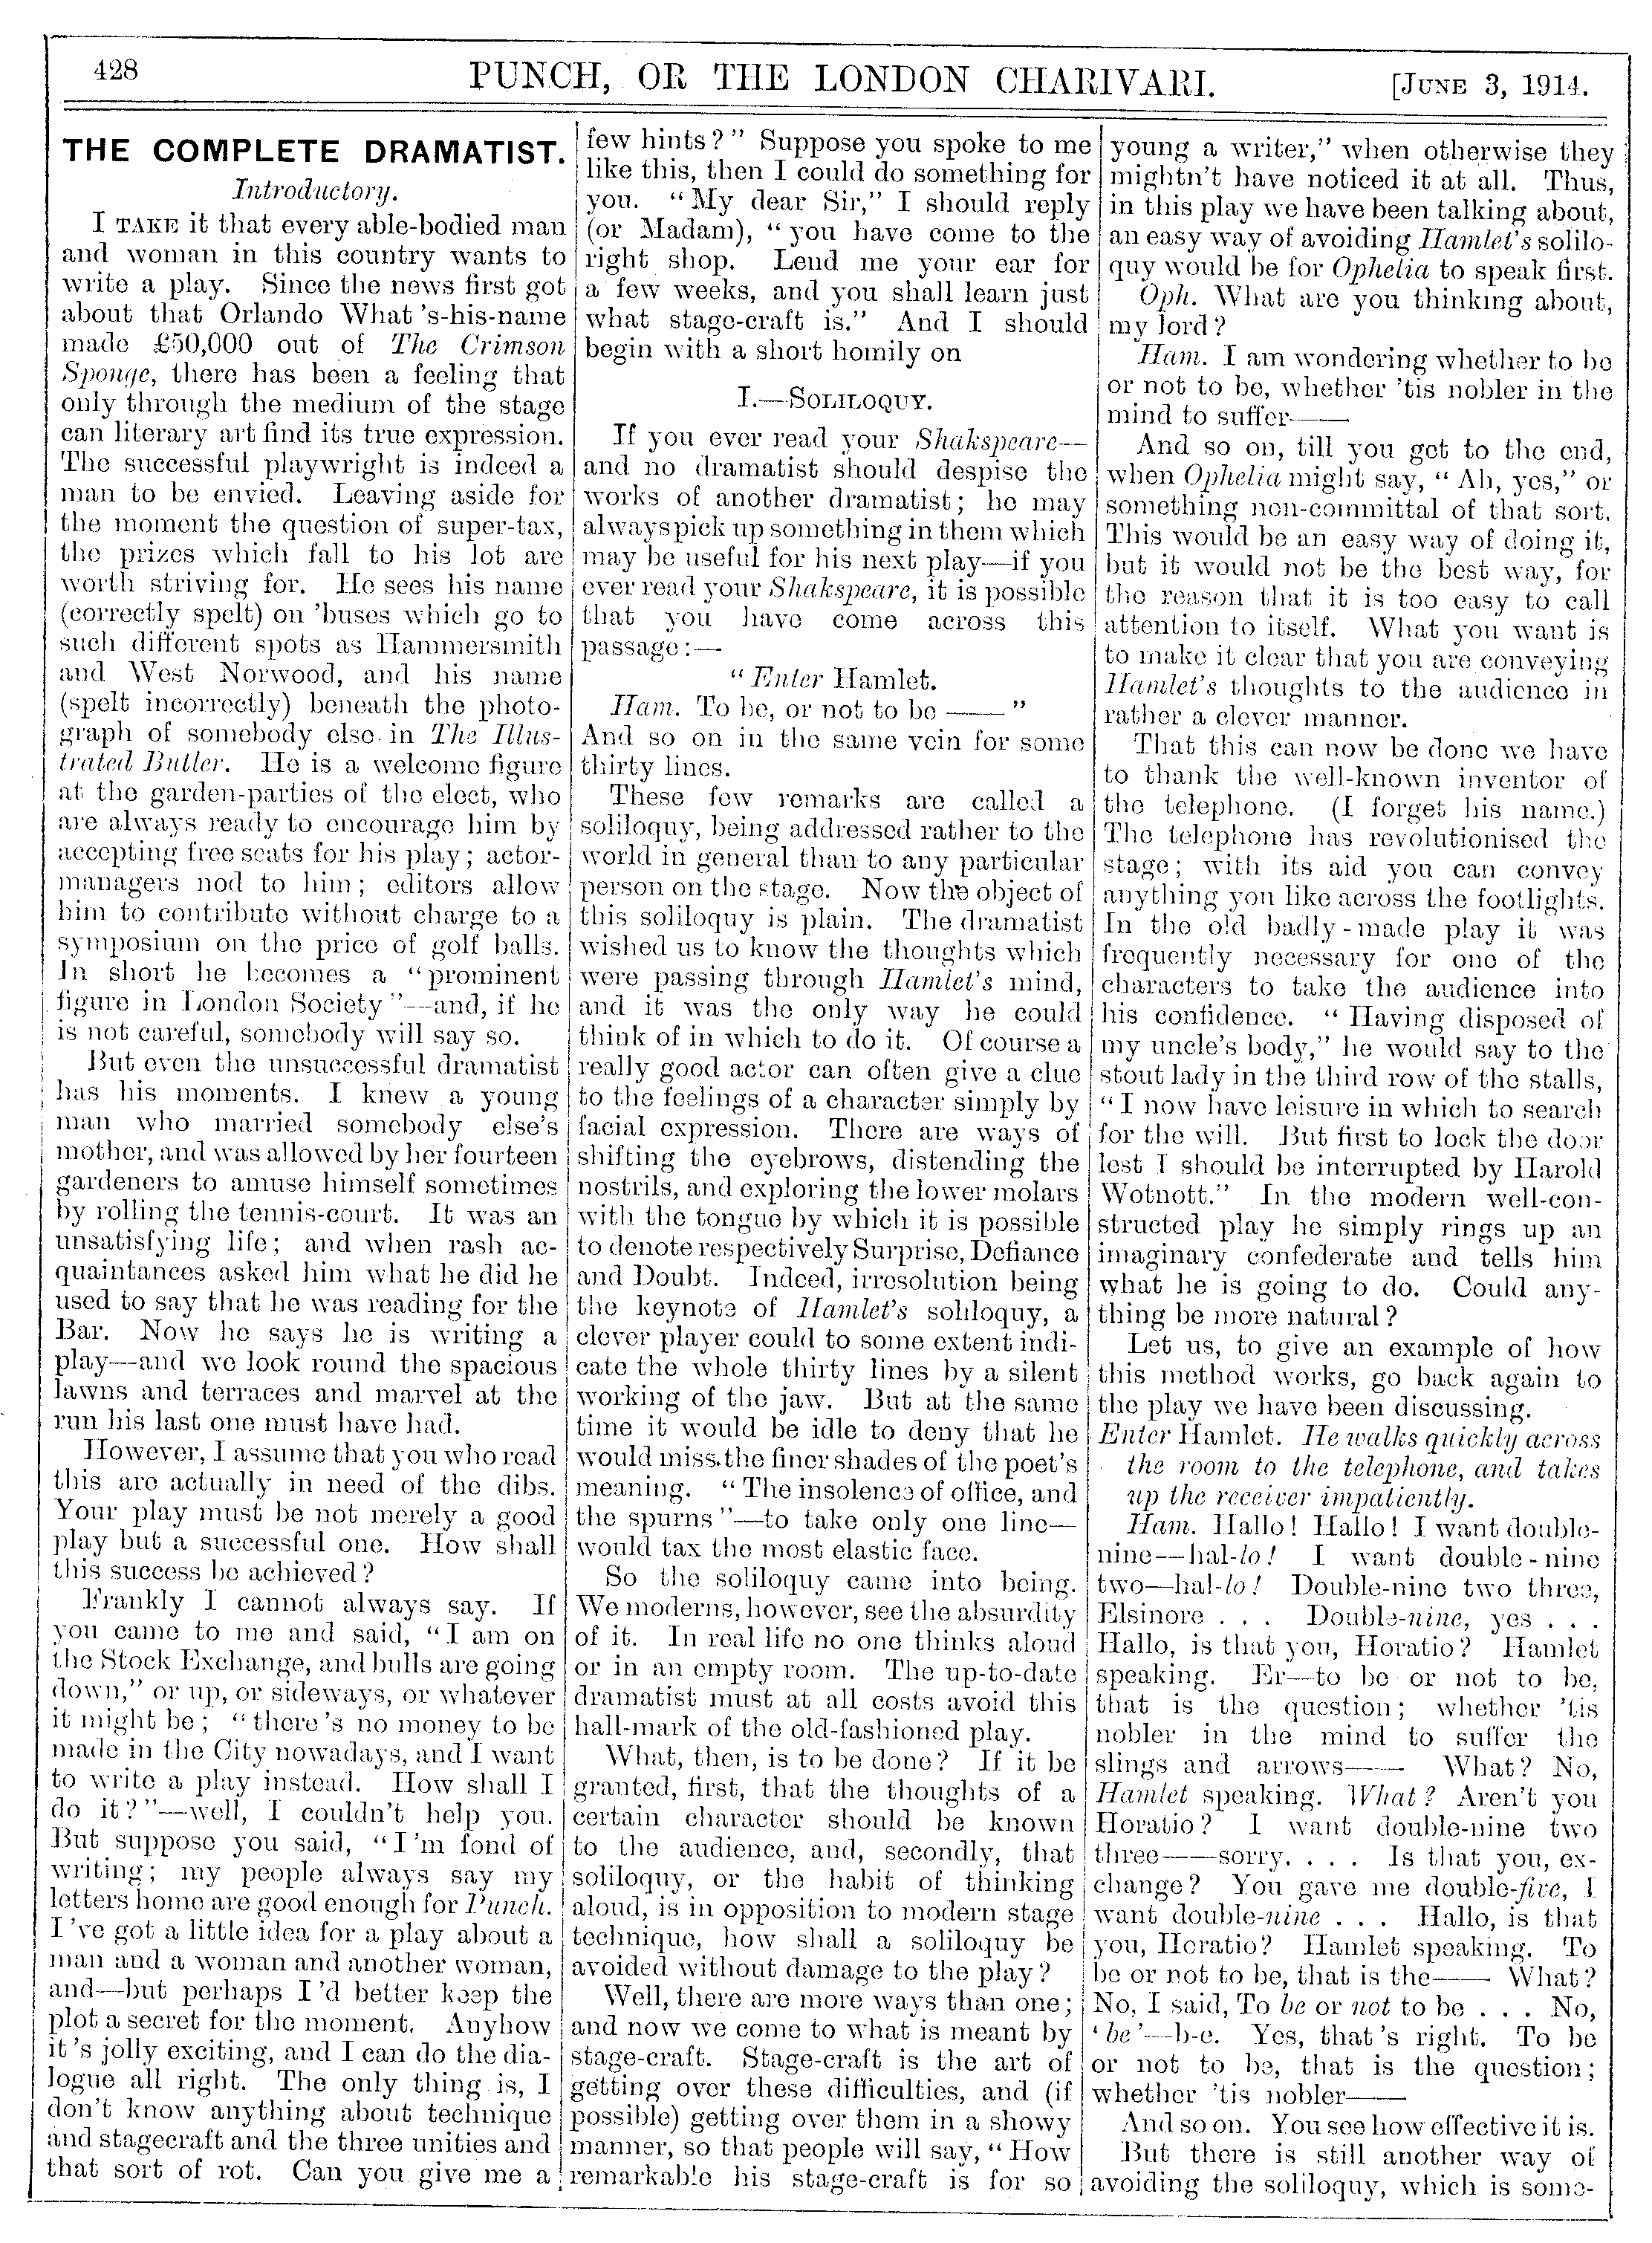 428
PUNCH, OR THE LONDON CHARIVARI.
[JUNE 3, 1914.
THE COMPLETE DRAMATIST.
Introductory.
I TAKE it that every able-bodied man
and woman in this country wants to
write a play. Since the news first got
about that Orlando What 's-his-name
made £50,000 out of The Crimson
Sponge, there has been a feeling that
only through the medium of the stage
can literary art find its true expression.
The successful playwright is indeed a
man to be envied. Leaving aside for
the moment the question of super-tax,
the prizes which fall to his lot are
worth striving for. He sees his name
(correctly spelt) on 'buses which go to
such different spots as Hammersmith
and West Norwood, and his name
(spelt incorrectly) beneath the photo-
graph of somebody else in The Illus-
trated Butler. He is a welcome figure
at the garden-parties of the elect, who
are always ready to encourage him by
accepting free seats for his play; actor-
managers nod to him; editors allow
him to contribute without charge to a
symposium on the price of golf balls.
In short he becomes a "prominent
figure in London Society"—and, if he
is not careful, somebody will say so.
But even the unsuccessful dramatist
has his moments. I knew a young
man who married somebody else's
mother, and was allowed by her fourteen
gardeners to amuse himself sometimes
by rolling the tennis-court. It was an
unsatisfying life; and when rash ac-
quaintances asked him what he did he
used to say that he was reading for the
Bar. Now he says he is writing a
play—and we look round the spacious
lawns and terraces and marvel at the
run his last one must have had.
However, I assume that you who read
this are actually in need of the dibs.
Your play must be not merely a good
play but a successful one. How shall
this success be achieved?
Frankly I cannot always say. If
you came to me and said, "I am on
the Stock Exchange, and bulls are going
down," or up, or sideways, or whatever
it might be; "there's no money to be
made in the City nowadays, and I want
to write a play instead. How shall I
do it?"—well, I couldn't help you.
But suppose you said, "I'm fond of
writing; my people always say my
letters home are good enough for Punch.
I 've got a little idea for a play about a
man and a woman and another woman,
and—but perhaps I 'd better keep the
plot a secret for the moment. Anyhow
it's jolly exciting, and I can do the dia-
logue all right. The only thing is, I
don't know anything about technique
and stagecraft and the three unities and
that sort of rot. Can you give me a
few hints?" Suppose you spoke to me
like this, then I could do something for
you. "My dear Sir," I should reply
(or Madam), "you have come to the
right shop. Lend me your ear for
a few weeks, and you shall learn just
what stage-craft is." And I should
begin with a short homily on
I.—SOLILOQUY.
If you ever read your Shakspeare—
and no dramatist should despise the
works of another dramatist; he may
always pick up something in them which
may be useful for his next play—if you
ever read your Shakspeare, it is possible
that you have come across this
passage:—
"Enter Hamlet.
Ham. To be, or not to be ——"
And so on in the same vein for some
thirty lines.
These few remarks are called a
soliloquy, being addressed rather to the
world in general than to any particular
person on the stage. Now the object of
this soliloquy is plain. The dramatist
wished us to know the thoughts which
were passing through Hamlet's mind,
and it was the only way he could
think of in which to do it. Of course a
really good actor can often give a clue
to the feelings of a character simply by
facial expression. There are ways of
shifting the eyebrows, distending the
nostrils, and exploring the lower molars
with the tongue by which it is possible
to denote respectively Surprise, Defiance
and Doubt. Indeed, irresolution being
the keynote of Hamlet's soliloquy, a
clever player could to some extent indi-
cate the whole thirty lines by a silent
working of the jaw. But at the same
time it would be idle to deny that he
would miss the finer shades of the poet's
meaning. "The insolence of office, and
the spurns"—to take only one line—
would tax the most elastic face.
So the soliloquy came into being.
We moderns, however, see the absurdity
of it. In real life no one thinks aloud
or in an empty room. The up-to-date
dramatist must at all costs avoid this
hall-mark of the old-fashioned play.
What, then, is to be done? If it be
granted, first, that the thoughts of a
certain character should be known
to the audience, and, secondly, that
soliloquy, or the habit of thinking
aloud, is in opposition to modern stage
technique, how shall a soliloquy be
avoided without damage to the play?
Well, there are more ways than one;
and now we come to what is meant by
stage-craft. Stage-craft is the art of
getting over these difficulties, and (if
possible) getting over them in a showy
manner, so that people will say, "How
remarkable his stage-craft is for so
young a writer," when otherwise they
mightn't have noticed it at all. Thus,
in this play we have been talking about,
an easy way of avoiding Hamlet's solilo-
quy would be for Ophelia to speak first.
Oph. What are you thinking about,
my lord?
Ham. I am wondering whether to be
or not to be, whether 'tis nobler in the
mind to suffer——
And so on, till you get to the end,
when Ophelia might say, "Ah, yes," or
something non-committal of that sort.
This would be an easy way of doing it,
but it would not be the best way, for
the reason that it is too easy to call
attention to itself. What you want is
to make it clear that you are conveying
Hamlet's thoughts to the audience in
rather a clever manner.
That this can now be done we have
to thank the well-known inventor of
the telephone. (I forget his name.)
The telephone has revolutionised the
stage; with its aid you can convey
anything you like across the footlights.
In the old badly-made play it was
frequently necessary for one of the
characters to take the audience into
his confidence. "Having disposed of
my uncle's body," he would say to the
stout lady in the third row of the stalls,
"I now have leisure in which to search
for the will. But first to lock the door
lest I should be interrupted by Harold
Wotnott." In the modern well-con-
structed play he simply rings up an
imaginary confederate and tells him
what he is going to do. Could any-
thing be more natural?
Let us, to give an example of how
this method works, go back again to
the play we have been discussing.
Enter Hamlet. He walks quickly across
the room to the telephone, and takes
up the receiver impatiently.
Ham. Hallo! Hallo! I want double-
nine—hal-lo! I want double-nine
two—hal-lo! Double-nine two three,
Elsinore . . . Double-nine, yes . . .
Hallo, is that you, Horatio? Hamlet
speaking. Er—to be or not to be,
that is the question; whether 'tis
nobler in the mind to suffer the
slings and arrows—— What? No,
Hamlet speaking. What? Aren't you
Horatio? I want double-nine two
three——sorry. . . . Is that you, ex-
change? You gave me double-five, I
want double-nine . . . Hallo, is that
you, Horatio? Hamlet speaking. To
be or not to be, that is the—— What?
No, I said, To be or not to be . . . No,
'be'—b-e. Yes, that's right. To be
or not to be, that is the question;
whether 'tis nobler——
And so on. You see how effective it is.
But there is still another way of
avoiding the soliloquy, which is some-